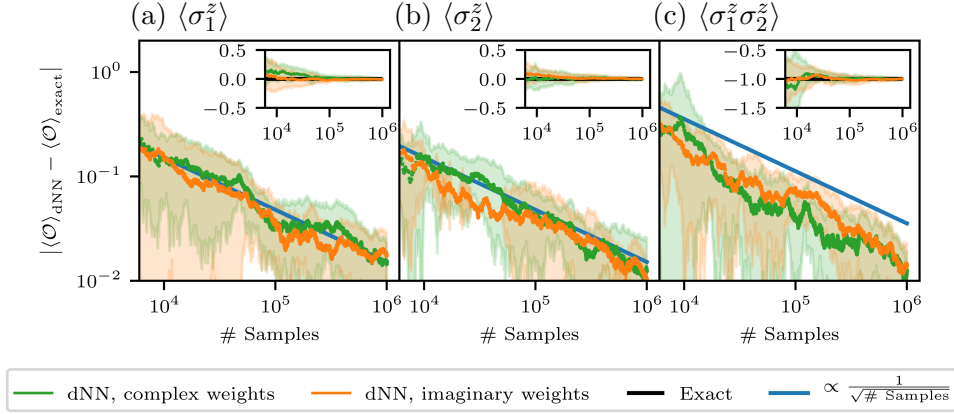 (a) ⟨σ₁ᶻ⟩
(b) ⟨σ₂ᶻ⟩
(c) ⟨σ₁ᶻσ₂ᶻ⟩
|⟨𝒪⟩dNN − ⟨𝒪⟩exact|
10⁰
10⁻¹
10⁻²
0.5
0.0
−0.5
10⁴ 10⁵ 10⁶
0.5
0.0
−0.5
10⁴ 10⁵ 10⁶
−0.5
−1.0
−1.5
10⁴ 10⁵ 10⁶
10⁴ 10⁵ 10⁶
10⁴ 10⁵ 10⁶
10⁴ 10⁵ 10⁶
# Samples
# Samples
# Samples
dNN, complex weights
dNN, imaginary weights
Exact
∝ 1/√# Samples